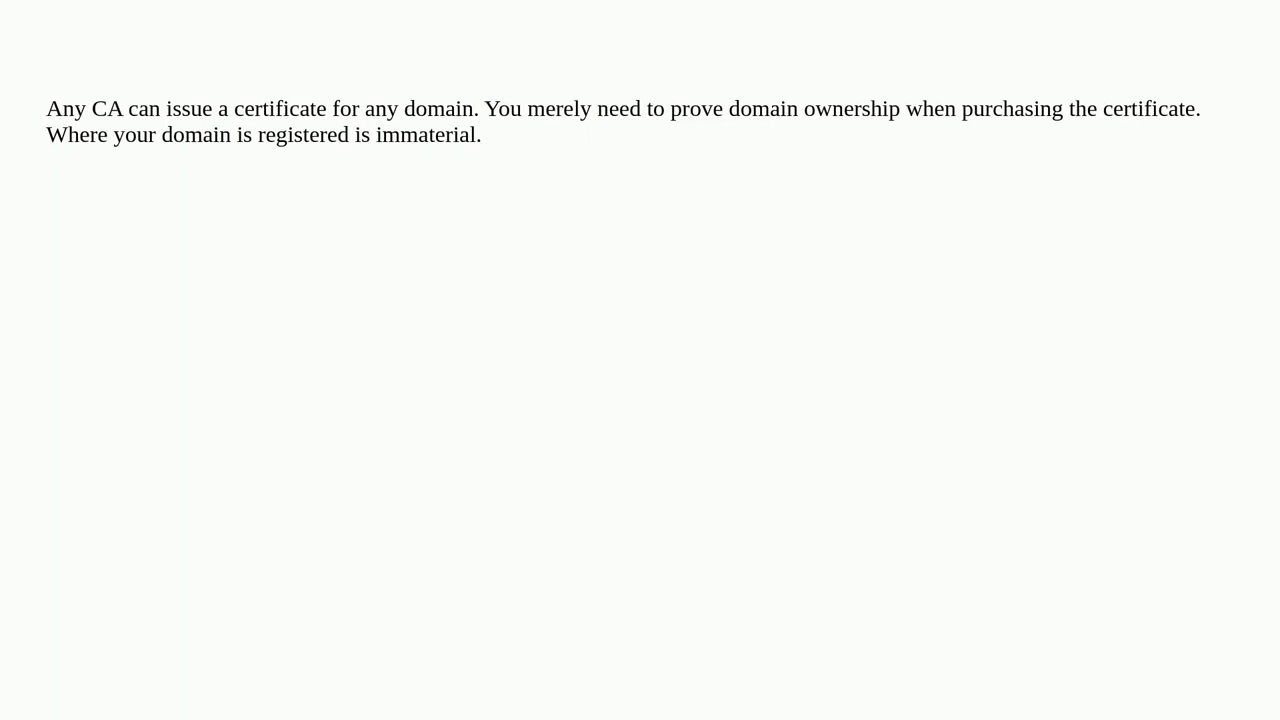 Any CA can issue a certificate for any domain. You merely need to prove domain ownership when purchasing the certificate.
Where your domain is registered is immaterial.